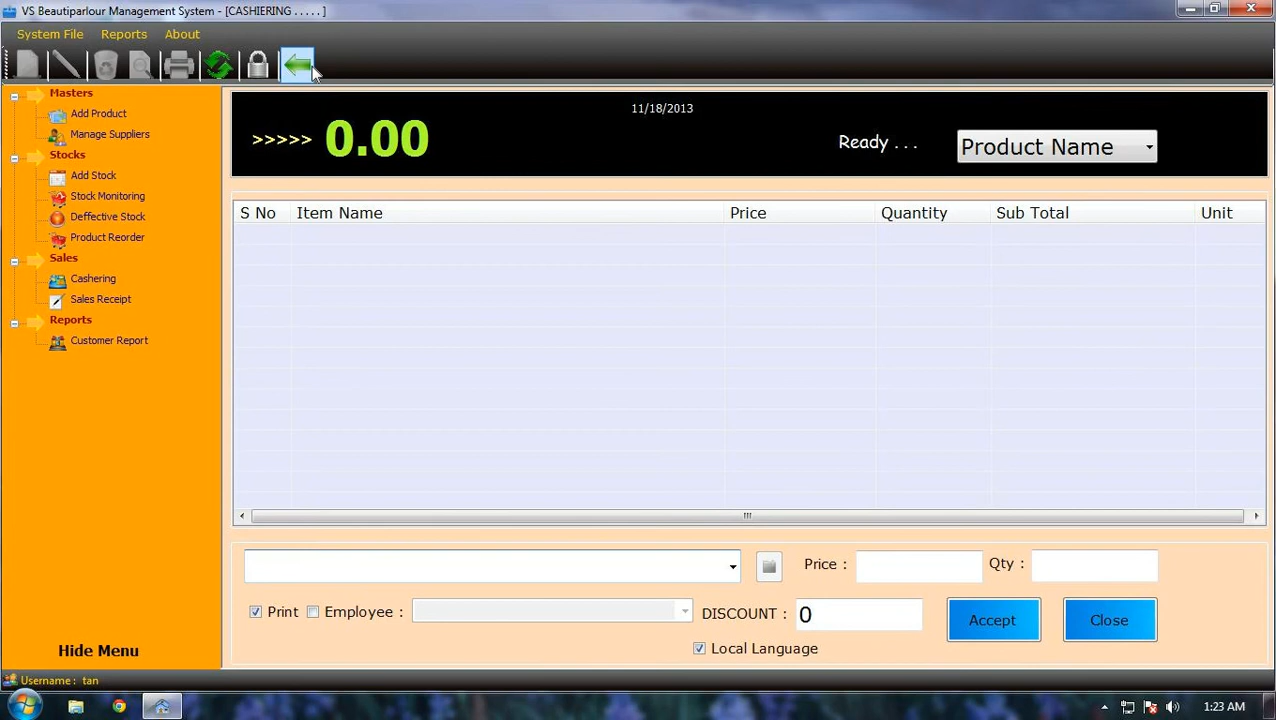 VS Beautiparlour Management System - [CASHIERING . . . . . ]
System File Reports About
Masters
Add Product
Manage Suppliers
Stocks
Add Stock
Stock Monitoring
Deffective Stock
Product Reorder
Sales
Cashering
Sales Receipt
Reports
Customer Report
Hide Menu
11/18/2013
>>>>> 0.00 Ready . . . Product Name
S No Item Name Price Quantity Sub Total Unit
Price : Qty :
Print Employee : DISCOUNT : 0 Accept Close
Local Language
Username : tan
1:23 AM